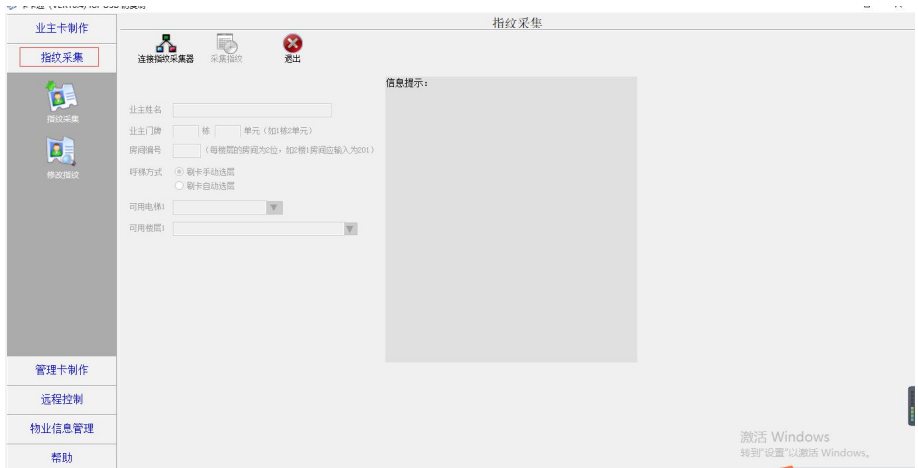 业主卡制作
指纹采集
指纹采集
连接指纹采集器
采集指纹
退出
指纹采集
修改指纹
信息提示:
业主姓名
业主门牌 栋 单元(如1栋2单元)
房间编号 (每楼层的房间为2位,如2楼1房间应输入为201)
呼梯方式 刷卡手动选层
刷卡自动选层
可用电梯:
可用楼层:
管理卡制作
远程控制
物业信息管理
帮助
激活 Windows
转到"设置"以激活 Windows。